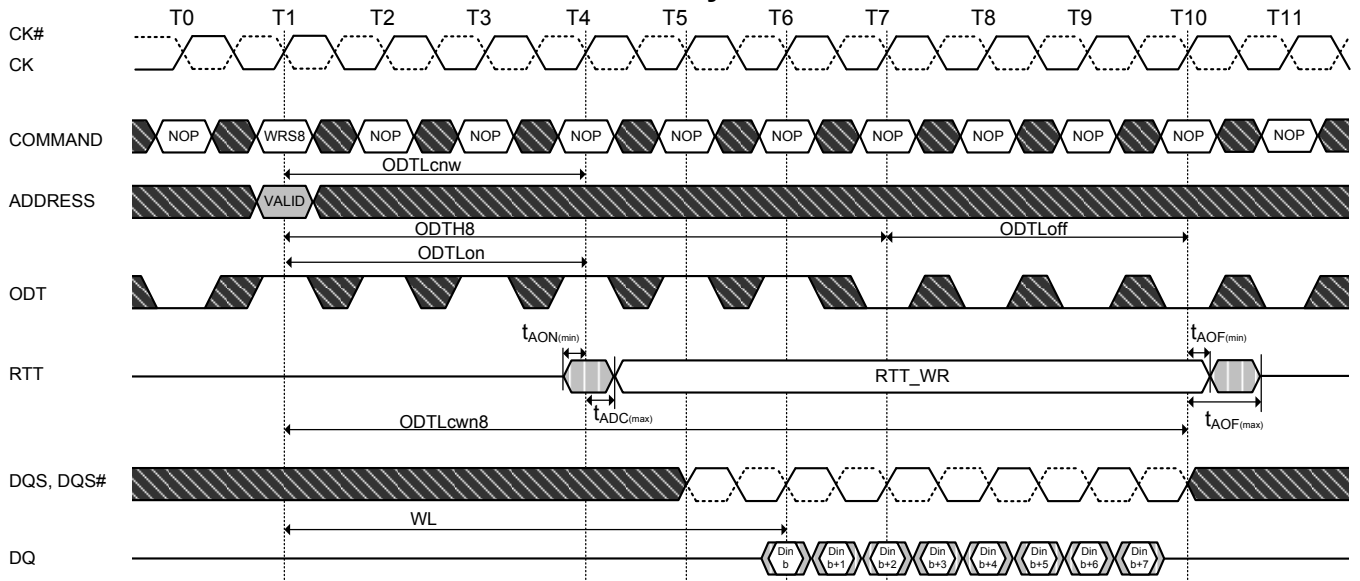 T0 T1 T2 T3 T4 T5 T6 T7 T8 T9 T10 T11
CK#
CK
COMMAND NOP WRS8 NOP NOP NOP NOP NOP NOP NOP NOP NOP NOP
ODTLcnw
ADDRESS VALID
ODTH8 ODTLoff
ODTLon
ODT
tAON(min) tAOF(min)
RTT RTT_WR
tADC(max) tAOF(max)
ODTLcwn8
DQS, DQS#
WL
DQ Din b Din b+1 Din b+2 Din b+3 Din b+4 Din b+5 Din b+6 Din b+7